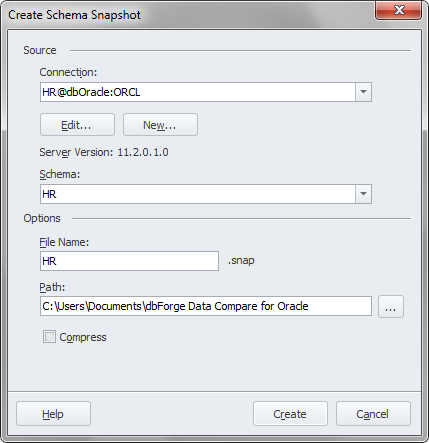 Create Schema Snapshot
Source
Connection:
HR@dbOracle:ORCL
Edit... New...
Server Version: 11.2.0.1.0
Schema:
HR
Options
File Name:
HR .snap
Path:
C:\Users\Documents\dbForge Data Compare for Oracle ...
Compress
Help Create Cancel